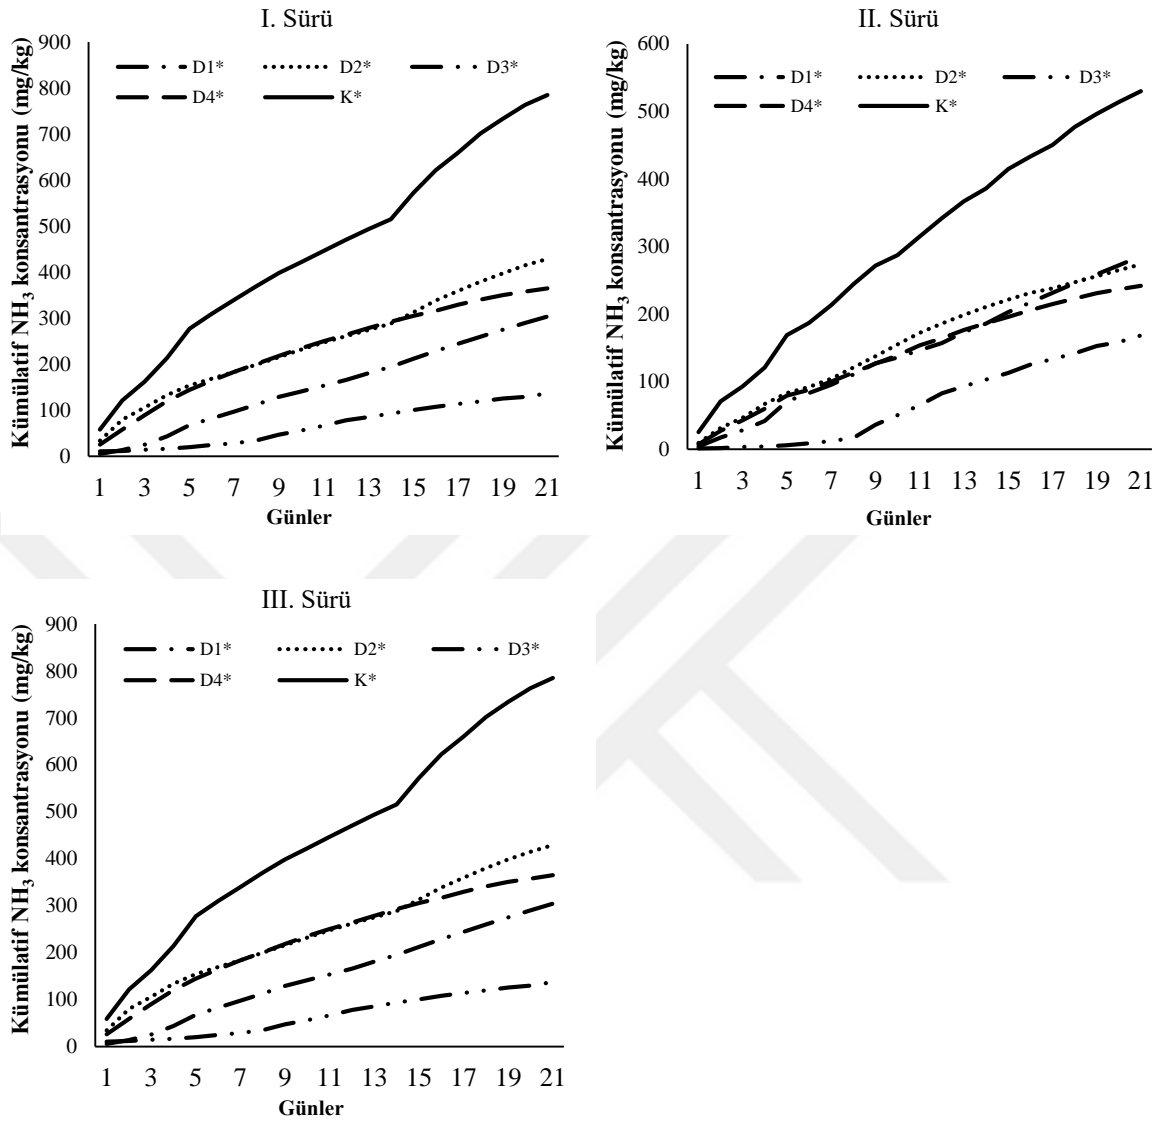 I. Sürü
Kümülatif NH3 konsantrasyonu (mg/kg)
900
800
700
600
500
400
300
200
100
0
D1* D2* D3*
D4* K*
1 3 5 7 9 11 13 15 17 19 21
Günler
II. Sürü
Kümülatif NH3 konsantrasyonu (mg/kg)
600
500
400
300
200
100
0
D1* D2* D3*
D4* K*
1 3 5 7 9 11 13 15 17 19 21
Günler
III. Sürü
Kümülatif NH3 konsantrasyonu (mg/kg)
900
800
700
600
500
400
300
200
100
0
D1* D2* D3*
D4* K*
1 3 5 7 9 11 13 15 17 19 21
Günler